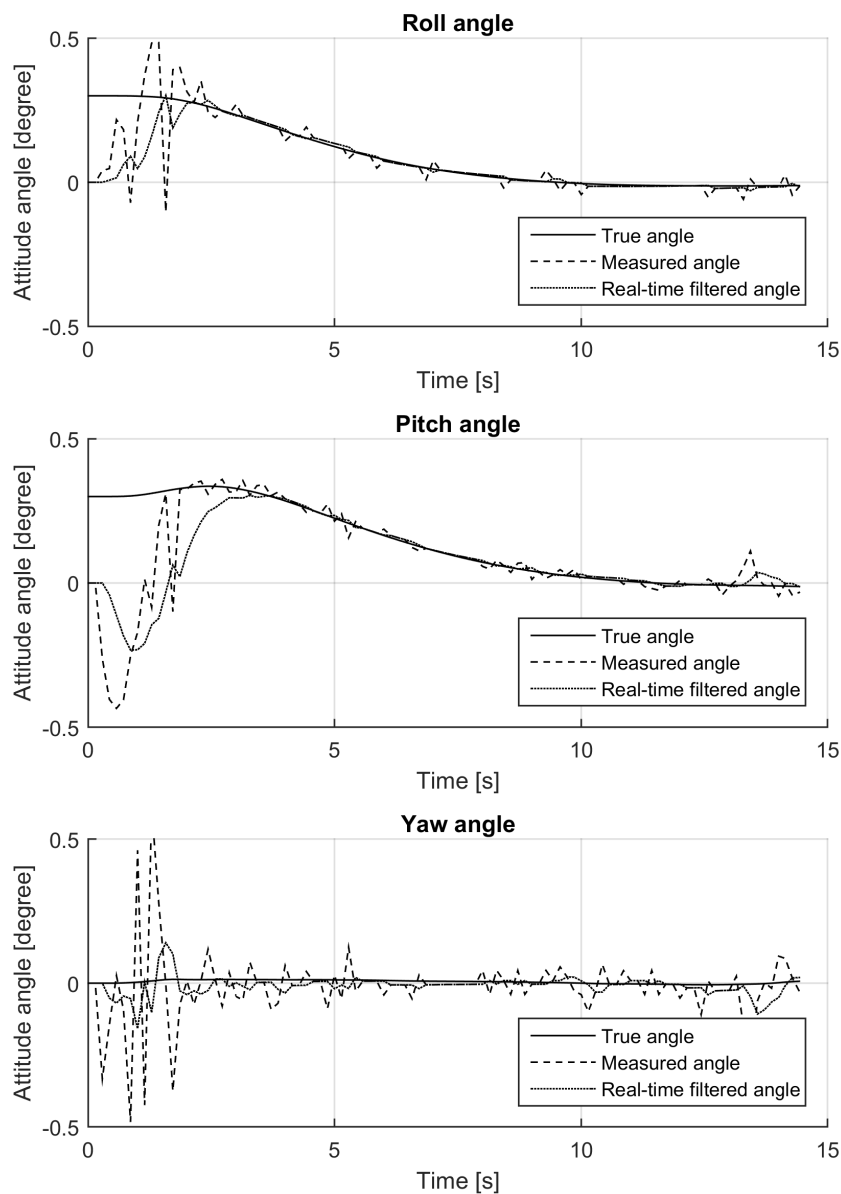 Roll angle
0.5
0
-0.5
Attitude angle [degree]
True angle
Measured angle
Real-time filtered angle
0 5 10 15
Time [s]
Pitch angle
0.5
0
-0.5
Attitude angle [degree]
True angle
Measured angle
Real-time filtered angle
0 5 10 15
Time [s]
Yaw angle
0.5
0
-0.5
Attitude angle [degree]
True angle
Measured angle
Real-time filtered angle
0 5 10 15
Time [s]